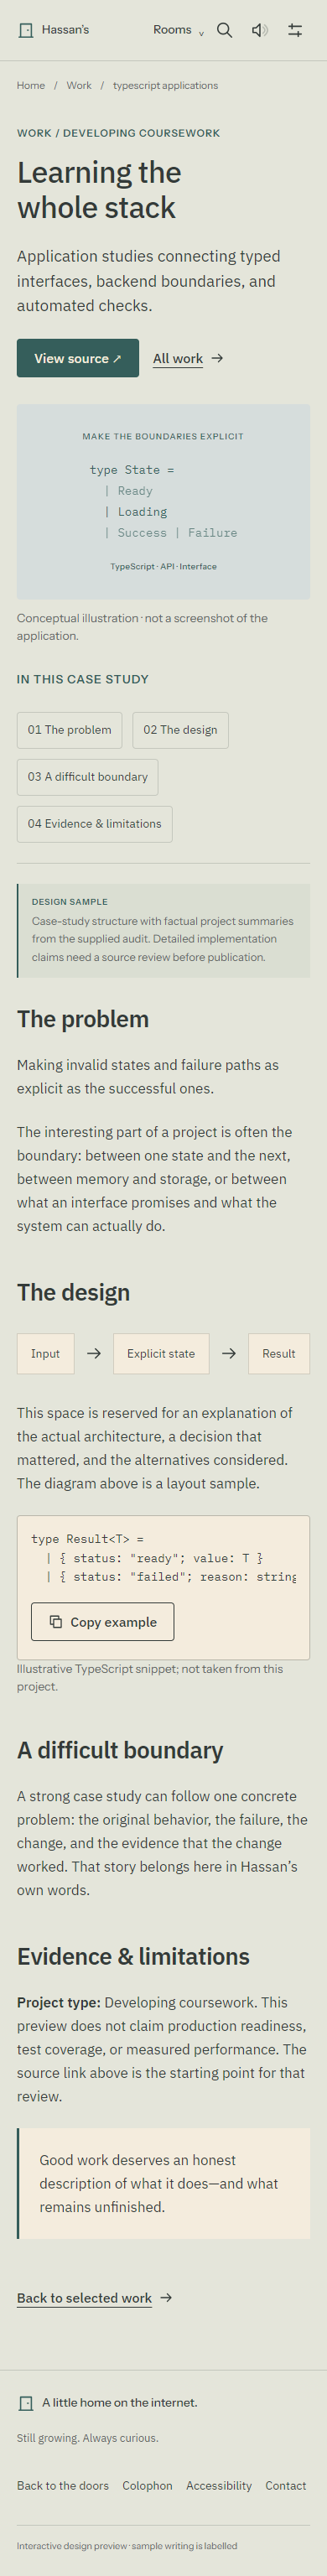 Hassan's
Rooms
Home / Work / typescript applications
WORK / DEVELOPING COURSEWORK
Learning the
whole stack
Application studies connecting typed
interfaces, backend boundaries, and
automated checks.
View source ↗ All work →
MAKE THE BOUNDARIES EXPLICIT
type State =
| Ready
| Loading
| Success | Failure
TypeScript · API · Interface
Conceptual illustration · not a screenshot of the
application.
IN THIS CASE STUDY
01 The problem
02 The design
03 A difficult boundary
04 Evidence & limitations
DESIGN SAMPLE
Case-study structure with factual project summaries
from the supplied audit. Detailed implementation
claims need a source review before publication.
The problem
Making invalid states and failure paths as
explicit as the successful ones.
The interesting part of a project is often the
boundary: between one state and the next,
between memory and storage, or between
what an interface promises and what the
system can actually do.
The design
Input → Explicit state → Result
This space is reserved for an explanation of
the actual architecture, a decision that
mattered, and the alternatives considered.
The diagram above is a layout sample.
type Result<T> =
| { status: "ready"; value: T }
| { status: "failed"; reason: string
Copy example
Illustrative TypeScript snippet; not taken from this
project.
A difficult boundary
A strong case study can follow one concrete
problem: the original behavior, the failure, the
change, and the evidence that the change
worked. That story belongs here in Hassan's
own words.
Evidence & limitations
Project type: Developing coursework. This
preview does not claim production readiness,
test coverage, or measured performance. The
source link above is the starting point for that
review.
Good work deserves an honest
description of what it does—and what
remains unfinished.
Back to selected work →
A little home on the internet.
Still growing. Always curious.
Back to the doors Colophon Accessibility Contact
Interactive design preview · sample writing is labelled